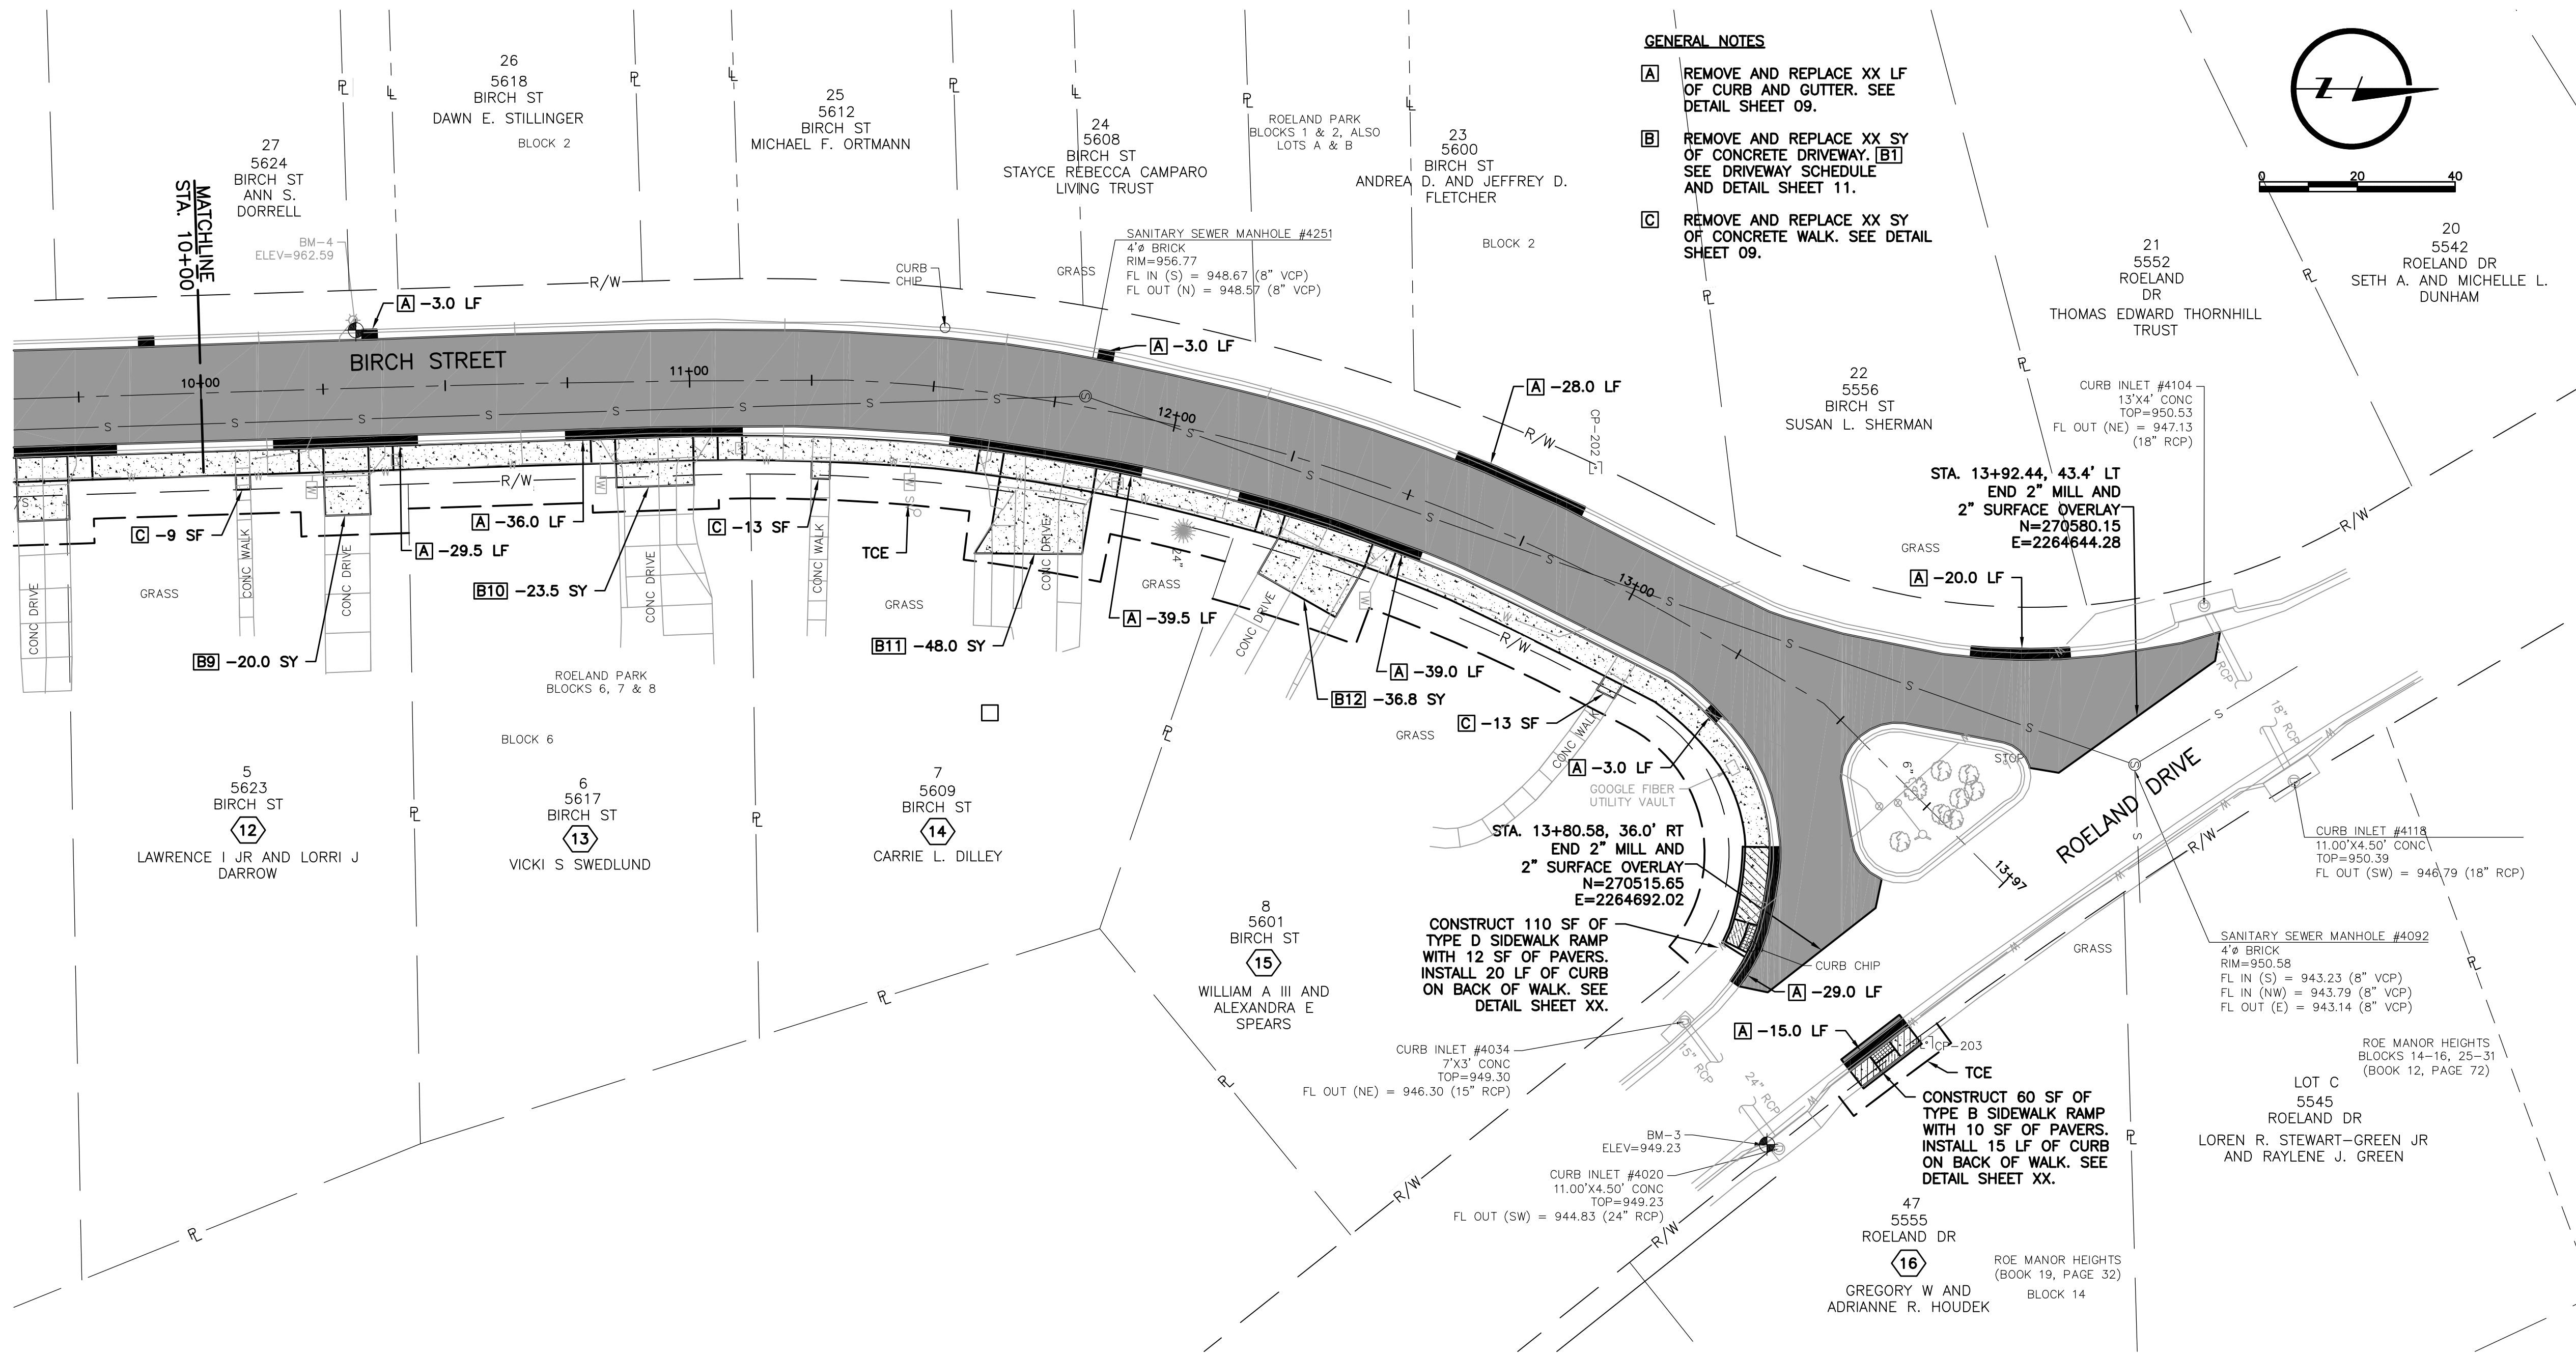 GENERAL NOTES
A REMOVE AND REPLACE XX LF
OF CURB AND GUTTER. SEE
DETAIL SHEET 09.
B REMOVE AND REPLACE XX SY
OF CONCRETE DRIVEWAY. B1
SEE DRIVEWAY SCHEDULE
AND DETAIL SHEET 11.
C REMOVE AND REPLACE XX SY
OF CONCRETE WALK. SEE DETAIL
SHEET 09.
Z
0 20 40
MATCHLINE
STA. 10+00
27
5624
BIRCH ST
ANN S.
DORRELL
BM-4
ELEV=962.59
26
5618
BIRCH ST
DAWN E. STILLINGER
BLOCK 2
25
5612
BIRCH ST
MICHAEL F. ORTMANN
24
5608
BIRCH ST
STAYCE REBECCA CAMPARO
LIVING TRUST
ROELAND PARK
BLOCKS 1 & 2, ALSO
LOTS A & B
23
5600
BIRCH ST
ANDREA D. AND JEFFREY D.
FLETCHER
BLOCK 2
SANITARY SEWER MANHOLE #4251
4'ø BRICK
RIM=956.77
FL IN (S) = 948.67 (8" VCP)
FL OUT (N) = 948.57 (8" VCP)
CURB
CHIP
GRASS
R/W
A -3.0 LF
BIRCH STREET
10+00
11+00
12+00
13+00
13+97
A -3.0 LF
A -28.0 LF
R/W
CP-202
22
5556
BIRCH ST
SUSAN L. SHERMAN
21
5552
ROELAND
DR
THOMAS EDWARD THORNHILL
TRUST
20
5542
ROELAND DR
SETH A. AND MICHELLE L.
DUNHAM
CURB INLET #4104
13'X4' CONC
TOP=950.53
FL OUT (NE) = 947.13
(18" RCP)
STA. 13+92.44, 43.4' LT
END 2" MILL AND
2" SURFACE OVERLAY
N=270580.15
E=2264644.28
GRASS
A -20.0 LF
R/W
RCP
18" RCP
R/W
C -9 SF
CONC WALK
CONC DRIVE
GRASS
CONC DRIVE
B9 -20.0 SY
A -29.5 LF
A -36.0 LF
B10 -23.5 SY
CONC DRIVE
C -13 SF
CONC WALK
TCE
GRASS
B11 -48.0 SY
CONC DRIVE
24"
GRASS
A -39.5 LF
CONC DRIVE
A -39.0 LF
B12 -36.8 SY
R/W
GRASS
C -13 SF
CONC WALK
A -3.0 LF
GOOGLE FIBER
UTILITY VAULT
ROELAND PARK
BLOCKS 6, 7 & 8
BLOCK 6
5
5623
BIRCH ST
12
LAWRENCE I JR AND LORRI J
DARROW
6
5617
BIRCH ST
13
VICKI S SWEDLUND
7
5609
BIRCH ST
14
CARRIE L. DILLEY
8
5601
BIRCH ST
15
WILLIAM A III AND
ALEXANDRA E
SPEARS
STA. 13+80.58, 36.0' RT
END 2" MILL AND
2" SURFACE OVERLAY
N=270515.65
E=2264692.02
CONSTRUCT 110 SF OF
TYPE D SIDEWALK RAMP
WITH 12 SF OF PAVERS.
INSTALL 20 LF OF CURB
ON BACK OF WALK. SEE
DETAIL SHEET XX.
CURB CHIP
A -29.0 LF
STOP
6"
ROELAND DRIVE
CURB INLET #4118
11.00'X4.50' CONC
TOP=950.39
FL OUT (SW) = 946.79 (18" RCP)
R/W
GRASS
SANITARY SEWER MANHOLE #4092
4'ø BRICK
RIM=950.58
FL IN (S) = 943.23 (8" VCP)
FL IN (NW) = 943.79 (8" VCP)
FL OUT (E) = 943.14 (8" VCP)
CURB INLET #4034
7'X3' CONC
TOP=949.30
FL OUT (NE) = 946.30 (15" RCP)
15" RCP
24" RCP
A -15.0 LF
CP-203
TCE
CONSTRUCT 60 SF OF
TYPE B SIDEWALK RAMP
WITH 10 SF OF PAVERS.
INSTALL 15 LF OF CURB
ON BACK OF WALK. SEE
DETAIL SHEET XX.
BM-3
ELEV=949.23
CURB INLET #4020
11.00'X4.50' CONC
TOP=949.23
FL OUT (SW) = 944.83 (24" RCP)
R/W
R/W
ROE MANOR HEIGHTS
BLOCKS 14-16, 25-31
(BOOK 12, PAGE 72)
LOT C
5545
ROELAND DR
LOREN R. STEWART-GREEN JR
AND RAYLENE J. GREEN
47
5555
ROELAND DR
16
GREGORY W AND
ADRIANNE R. HOUDEK
ROE MANOR HEIGHTS
(BOOK 19, PAGE 32)
BLOCK 14